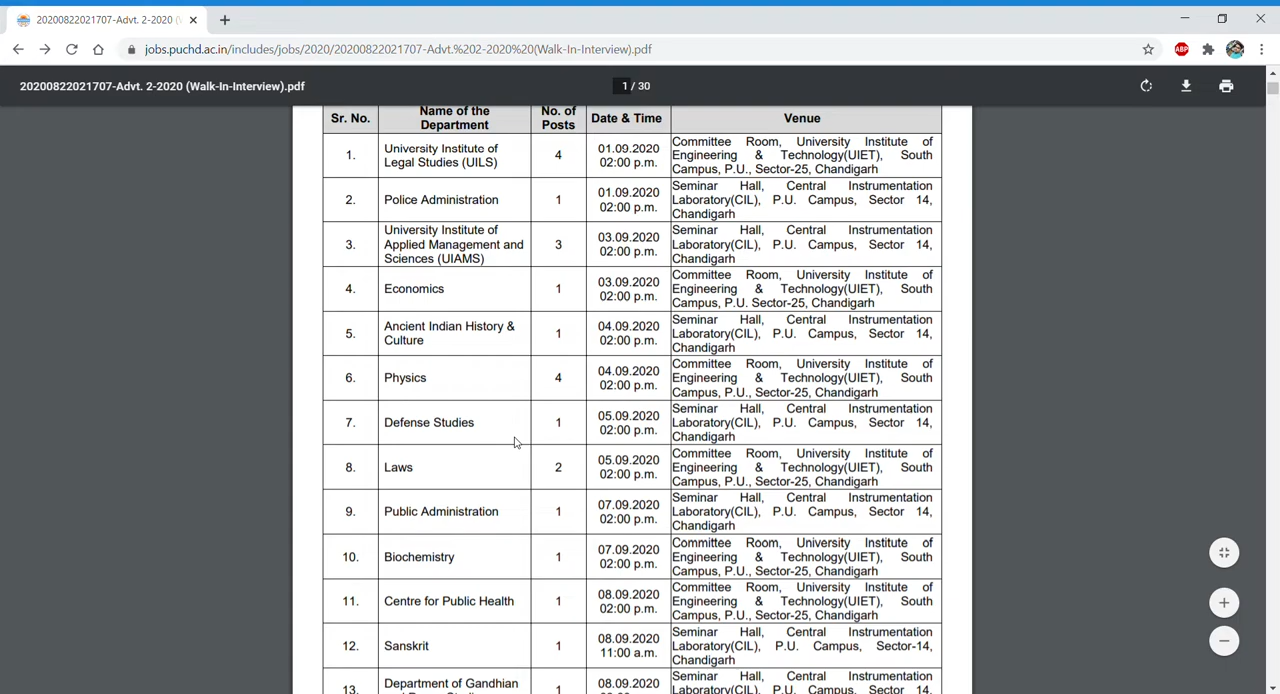 20200822021707-Advt. 2-2020 (
jobs.puchd.ac.in/includes/jobs/2020/20200822021707-Advt.%202-2020%20(Walk-In-Interview).pdf
ABP
20200822021707-Advt. 2-2020 (Walk-In-Interview).pdf
1 / 30
Sr. No.
Name of the
Department
No. of
Posts
Date & Time
Venue
1.
University Institute of
Legal Studies (UILS)
4
01.09.2020
02:00 p.m.
Committee Room, University Institute of
Engineering & Technology(UIET), South
Campus, P.U., Sector-25, Chandigarh
2.
Police Administration
1
01.09.2020
02:00 p.m.
Seminar Hall, Central Instrumentation
Laboratory(CIL), P.U. Campus, Sector 14,
Chandigarh
3.
University Institute of
Applied Management and
Sciences (UIAMS)
3
03.09.2020
02:00 p.m.
Seminar Hall, Central Instrumentation
Laboratory(CIL), P.U. Campus, Sector 14,
Chandigarh
4.
Economics
1
03.09.2020
02:00 p.m.
Committee Room, University Institute of
Engineering & Technology(UIET), South
Campus, P.U. Sector-25, Chandigarh
5.
Ancient Indian History &
Culture
1
04.09.2020
02:00 p.m.
Seminar Hall, Central Instrumentation
Laboratory(CIL), P.U. Campus, Sector 14,
Chandigarh
6.
Physics
4
04.09.2020
02:00 p.m.
Committee Room, University Institute of
Engineering & Technology(UIET), South
Campus, P.U., Sector-25, Chandigarh
7.
Defense Studies
1
05.09.2020
02:00 p.m.
Seminar Hall, Central Instrumentation
Laboratory(CIL), P.U. Campus, Sector 14,
Chandigarh
8.
Laws
2
05.09.2020
02:00 p.m.
Committee Room, University Institute of
Engineering & Technology(UIET), South
Campus, P.U., Sector-25, Chandigarh
9.
Public Administration
1
07.09.2020
02:00 p.m.
Seminar Hall, Central Instrumentation
Laboratory(CIL), P.U. Campus, Sector 14,
Chandigarh
10.
Biochemistry
1
07.09.2020
02:00 p.m.
Committee Room, University Institute of
Engineering & Technology(UIET), South
Campus, P.U., Sector-25, Chandigarh
11.
Centre for Public Health
1
08.09.2020
02:00 p.m.
Committee Room, University Institute of
Engineering & Technology(UIET), South
Campus, P.U., Sector-25, Chandigarh
12.
Sanskrit
1
08.09.2020
11:00 a.m.
Seminar Hall, Central Instrumentation
Laboratory(CIL), P.U. Campus, Sector-14,
Chandigarh
13.
Department of Gandhian
1
08.09.2020
Seminar Hall, Central Instrumentation
Laboratory(CIL), P.U. Campus, Sector 14,